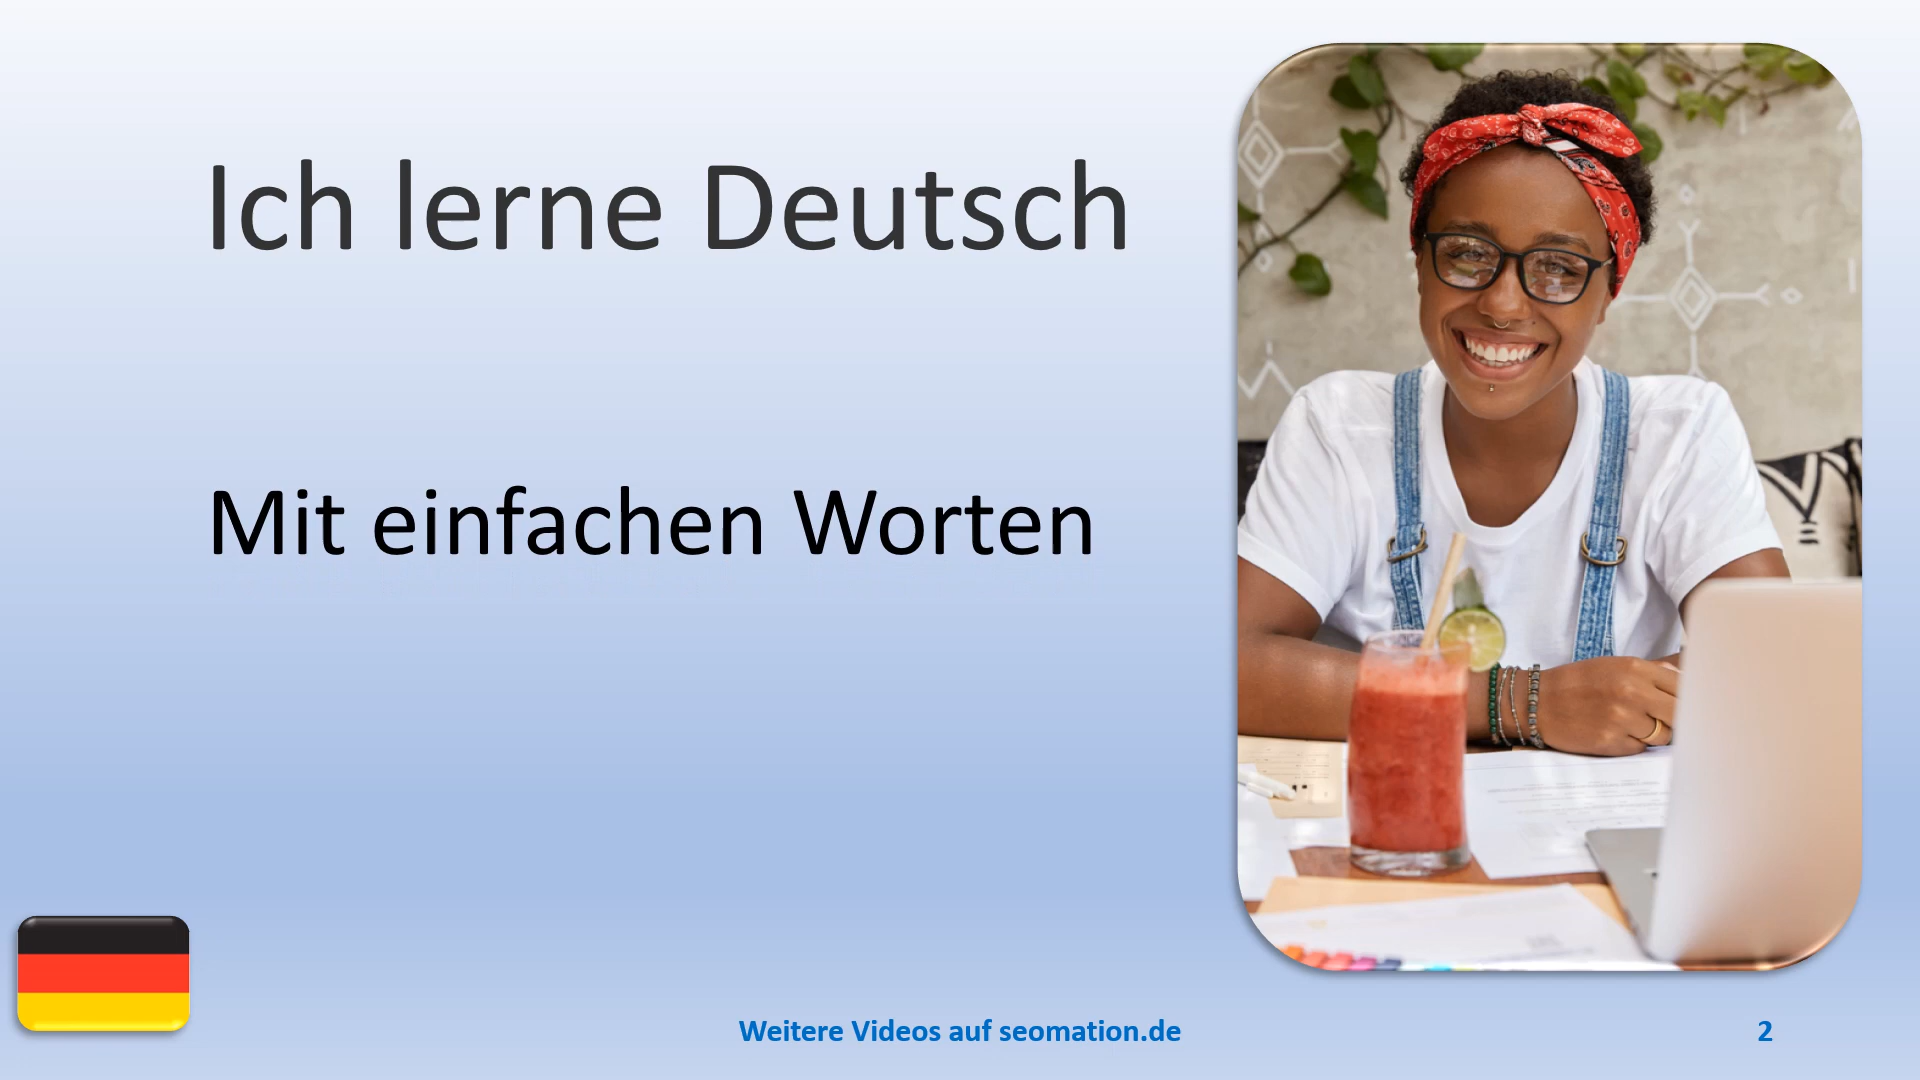 Ich lerne Deutsch
Mit einfachen Worten
Weitere Videos auf seomation.de
2